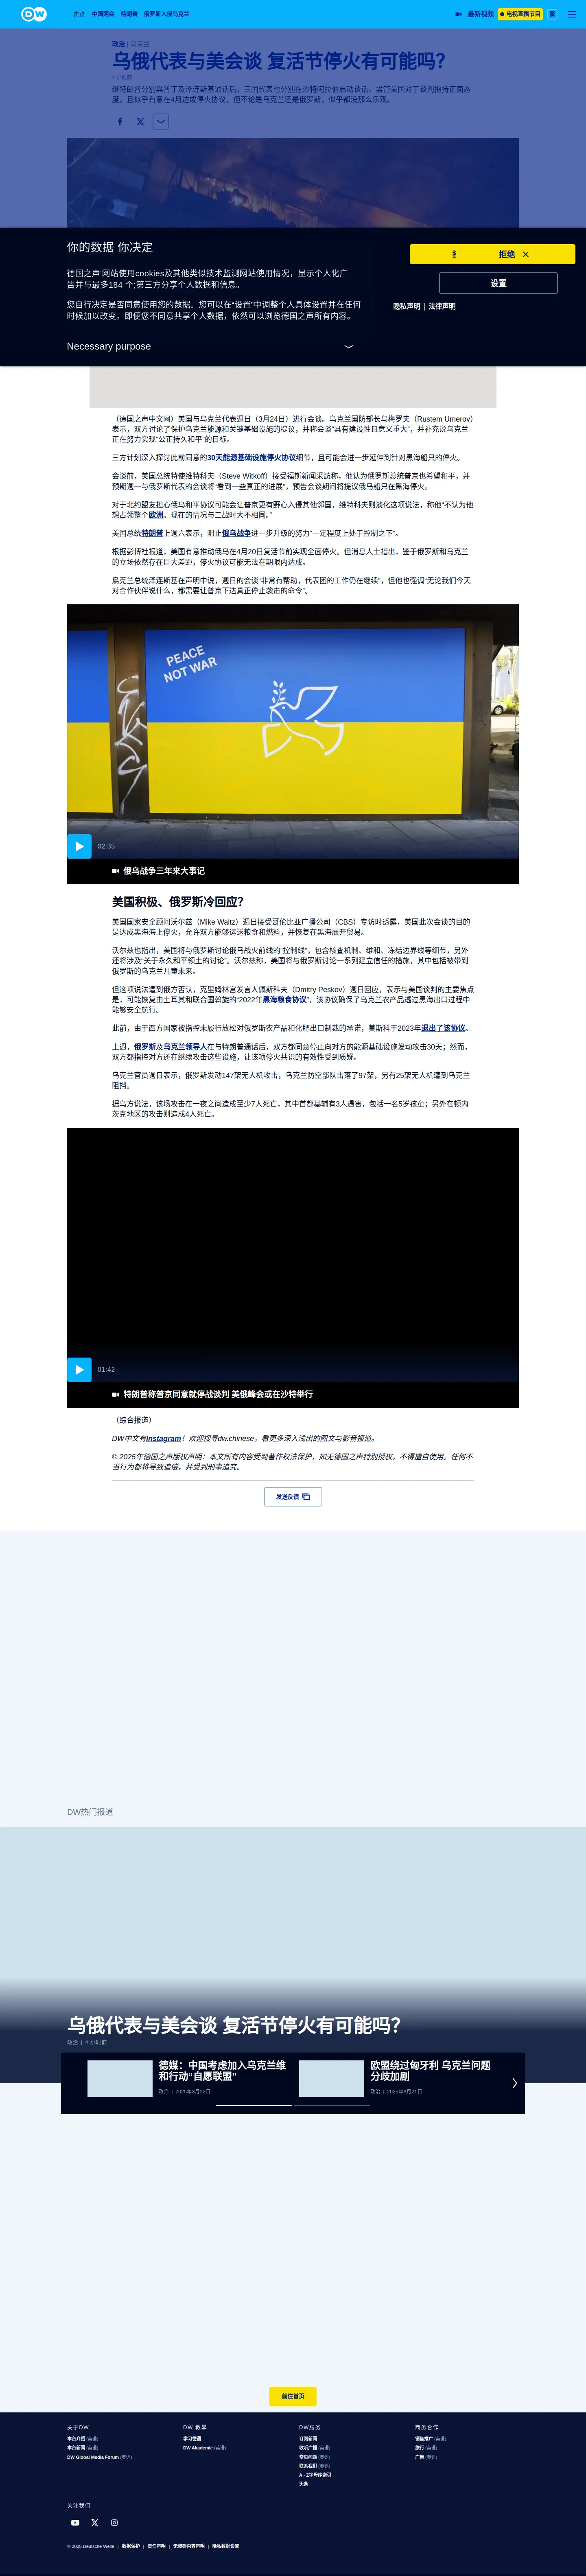 DW 焦点 中国两会 特朗普 俄罗斯入侵乌克兰 最新视频 电视直播节目 繁
政治 | 乌克兰
乌俄代表与美会谈 复活节停火有可能吗?
4 小时前
继特朗普分别與普丁及泽连斯基通话后，三国代表也分别在沙特阿拉伯启动谈话。盡管美国对于谈判抱持正面态
度，且似乎有意在4月达成停火协议，但不论是乌克兰还是俄罗斯，似乎都没那么乐观。
你的数据 你决定
德国之声‘网站使用cookies及其他类似技术监测网站使用情况，显示个人化广
告并与最多184 个;第三方分享个人数据和信息。
您自行决定是否同意使用您的数据。您可以在“设置”中调整个人具体设置并在任何
时候加以改变。即便您不同意共享个人数据，依然可以浏览德国之声所有内容。
Necessary purpose
拒绝
设置
隐私声明 | 法律声明
（德国之声中文网）美国与乌克兰代表週日（3月24日）进行会谈。乌克兰国防部长乌梅罗夫（Rustem Umerov）
表示，双方讨论了保护乌克兰能源和关键基础设施的提议，并称会谈“具有建设性且意义重大”，并补充说乌克兰
正在努力实现“公正持久和平”的目标。
三方计划深入探讨此前同意的30天能源基础设施停火协议细节，且可能会进一步延伸到针对黑海船只的停火。
会谈前，美国总统特使维特科夫（Steve Witkoff）接受福斯新闻采訪称，他认为俄罗斯总统普京也希望和平，并
预期週一与俄罗斯代表的会谈将“看到一些真正的进展”，预告会谈期间将提议俄乌船只在黑海停火。
对于北约盟友担心俄乌和平协议可能会让普京更有野心入侵其他邻国，维特科夫则淡化这项说法，称他“不认为他
想占领整个欧洲。现在的情况与二战时大不相同。”
美国总统特朗普上週六表示，阻止俄乌战争进一步升级的努力“一定程度上处于控制之下”。
根据彭博社报道，美国有意推动俄乌在4月20日复活节前实现全面停火。但消息人士指出，鉴于俄罗斯和乌克兰
的立场依然存在巨大差距，停火协议可能无法在期限内达成。
烏克兰总统泽连斯基在声明中说，週日的会谈“非常有帮助，代表团的工作仍在继续”，但他也强调“无论我们今天
对合作伙伴说什么，都需要让普京下达真正停止袭击的命令”。
PEACE
NOT WAR
02:35
俄乌战争三年来大事记
美国积极、俄罗斯冷回应？
美国国家安全顾问沃尔兹（Mike Waltz）週日接受哥伦比亚广播公司（CBS）专访时透露，美国此次会谈的目的
是达成黑海海上停火，允许双方能够运送粮食和燃料，并恢复在黑海展开贸易。
沃尔兹也指出，美国将与俄罗斯讨论俄乌战火前线的“控制线”，包含核查机制、维和、冻结边界线等细节，另外
还将涉及“关于永久和平领土的讨论”。沃尔兹称，美国将与俄罗斯讨论一系列建立信任的措施，其中包括被带到
俄罗斯的乌克兰儿童未来。
但这项说法遭到俄方否认，克里姆林宫发言人佩斯科夫（Dmitry Peskov）週日回应，表示与美国谈判的主要焦点
是，可能恢复由土耳其和联合国斡旋的“2022年黑海粮食协议”，该协议确保了乌克兰农产品透过黑海出口过程中
能够安全航行。
此前，由于西方国家被指控未履行放松对俄罗斯农产品和化肥出口制裁的承诺，莫斯科于2023年退出了该协议。
上週，俄罗斯及乌克兰领导人在与特朗普通话后，双方都同意停止向对方的能源基础设施发动攻击30天；然而，
双方都指控对方还在继续攻击这些设施，让该项停火共识的有效性受到质疑。
乌克兰官员週日表示，俄罗斯发动147架无人机攻击，乌克兰防空部队击落了97架，另有25架无人机遭到乌克兰
阻挡。
据乌方说法，该场攻击在一夜之间造成至少7人死亡，其中首都基辅有3人遇害，包括一名5岁孩童；另外在顿内
茨克地区的攻击则造成4人死亡。
01:42
特朗普称普京同意就停战谈判 美俄峰会或在沙特举行
（综合报道）
DW中文有Instagram！欢迎搜寻dw.chinese，看更多深入浅出的图文与影音报道。
© 2025年德国之声版权声明：本文所有内容受到著作权法保护，如无德国之声特别授权，不得擅自使用。任何不
当行为都将导致追偿，并受到刑事追究。
发送反馈
DW热门报道
乌俄代表与美会谈 复活节停火有可能吗?
政治 | 4 小时前
德媒：中国考虑加入乌克兰维
和行动“自愿联盟”
政治 | 2025年3月22日
欧盟绕过匈牙利 乌克兰问题
分歧加剧
政治 | 2025年3月21日
前往首页
关于DW
本台介绍 (英语)
本台新闻 (英语)
DW Global Media Forum (英语)
DW 教學
学习德语
DW Akademie (英语)
DW服务
订阅新闻
收听广播 (英语)
常见问题 (英语)
联系我们 (英语)
A - Z字母序索引
头条
商务合作
销售推广 (英语)
旅行 (英语)
广告 (英语)
关注我们
© 2025 Deutsche Welle | 数据保护 | 责任声明 | 无障碍内容声明 | 隐私数据设置